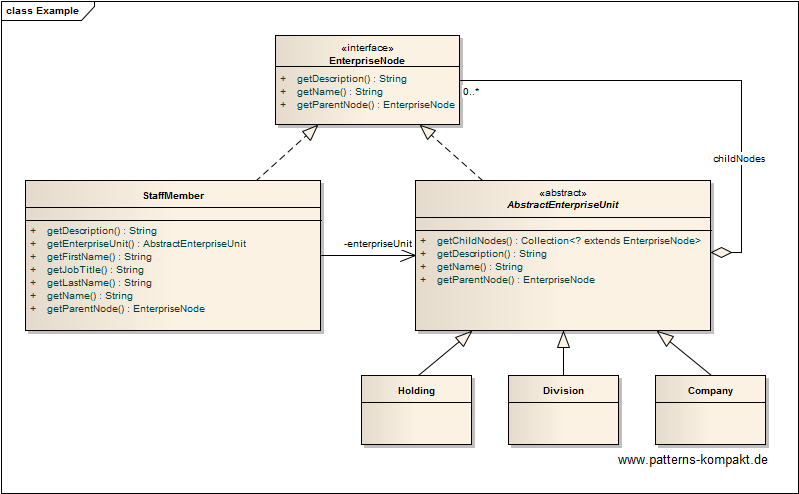 class Example
«interface»
EnterpriseNode
+ getDescription() : String
+ getName() : String
+ getParentNode() : EnterpriseNode
0..*
childNodes
StaffMember
+ getDescription() : String
+ getEnterpriseUnit() : AbstractEnterpriseUnit
+ getFirstName() : String
+ getJobTitle() : String
+ getLastName() : String
+ getName() : String
+ getParentNode() : EnterpriseNode
-enterpriseUnit
«abstract»
AbstractEnterpriseUnit
+ getChildNodes() : Collection<? extends EnterpriseNode>
+ getDescription() : String
+ getName() : String
+ getParentNode() : EnterpriseNode
Holding
Division
Company
www.patterns-kompakt.de